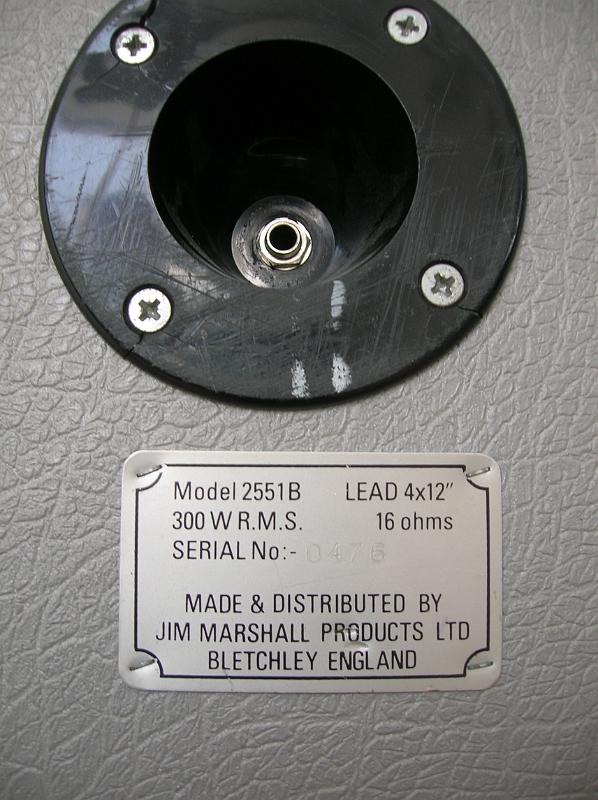 Model 2551B LEAD 4x12"
300 W R.M.S. 16 ohms
SERIAL No:- 0476
MADE & DISTRIBUTED BY
JIM MARSHALL PRODUCTS LTD
BLETCHLEY ENGLAND